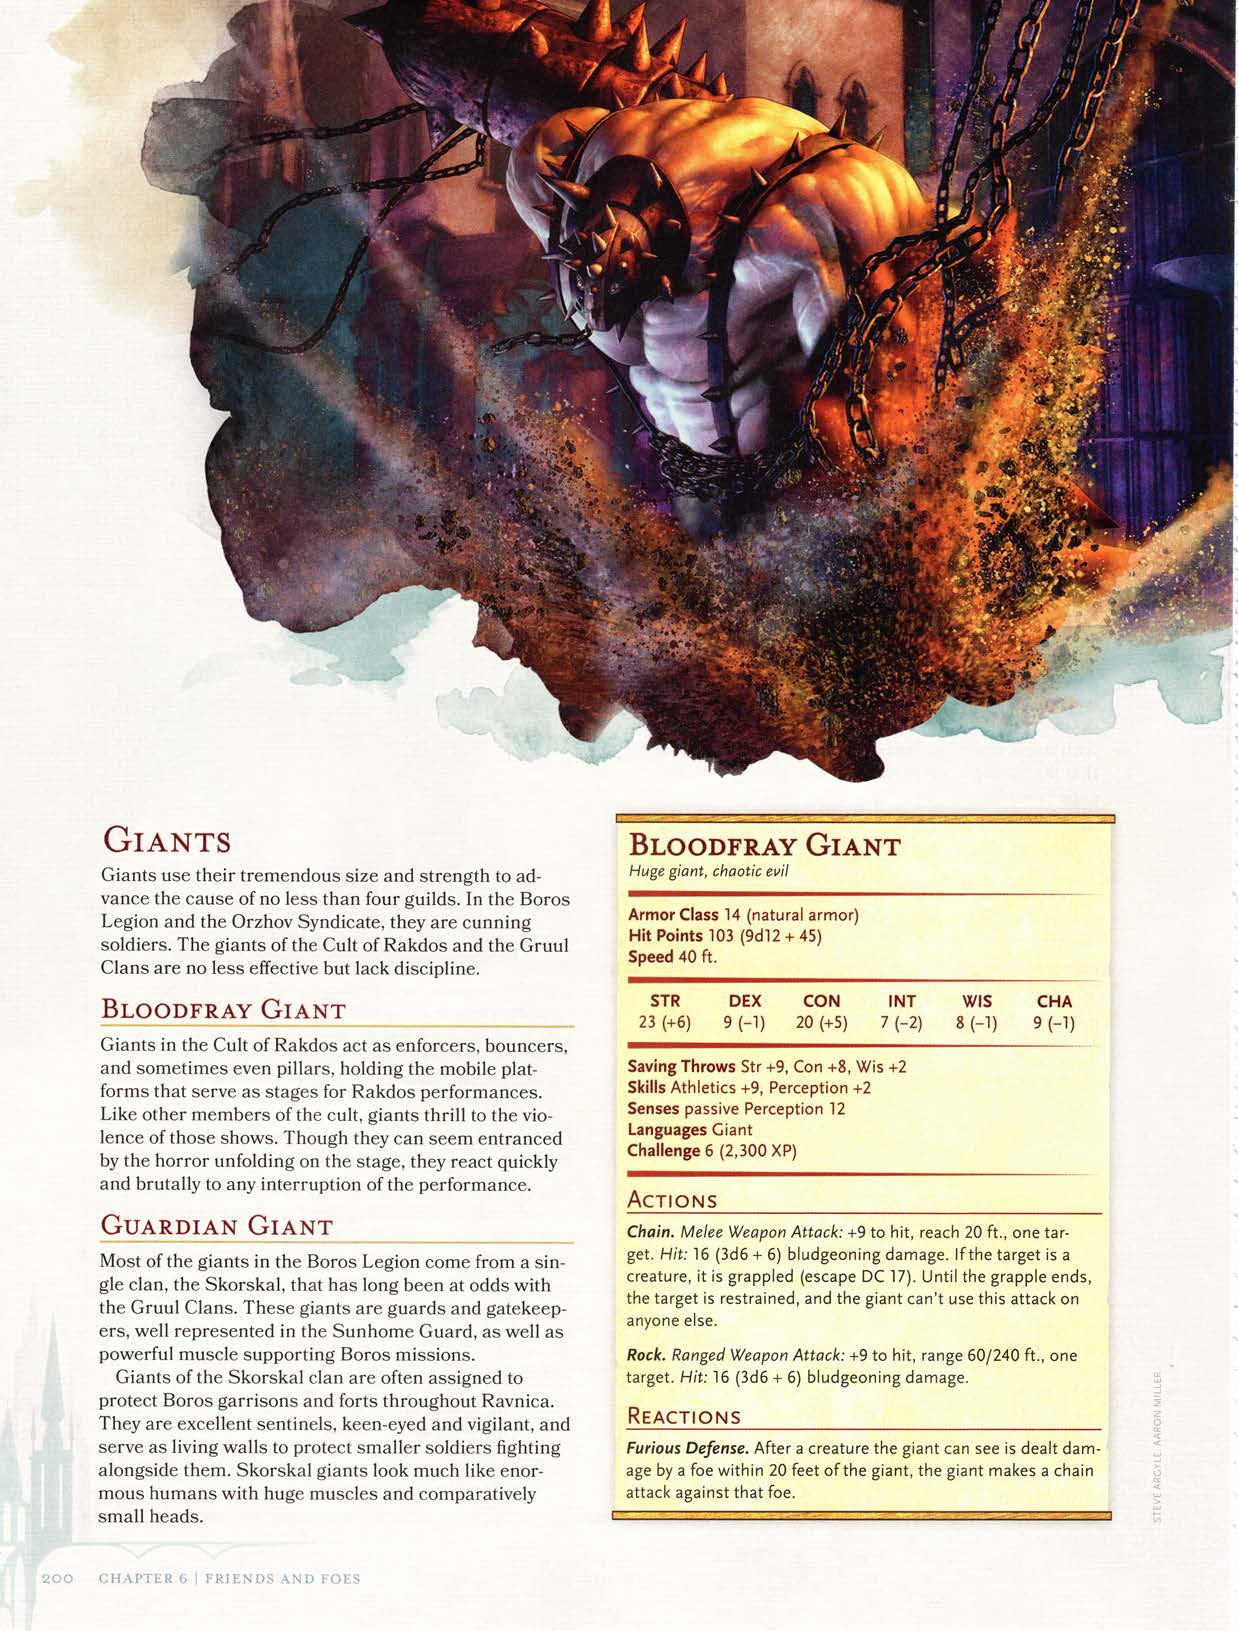 GIANTS
Giants use their tremendous size and strength to ad-
vance the cause of no less than four guilds. In the Boros
Legion and the Orzhov Syndicate, they are cunning
soldiers. The giants of the Cult of Rakdos and the Gruul
Clans are no less effective but lack discipline.
BLOODFRAY GIANT
Giants in the Cult of Rakdos act as enforcers, bouncers,
and sometimes even pillars, holding the mobile plat-
forms that serve as stages for Rakdos performances.
Like other members of the cult, giants thrill to the vio-
lence of those shows. Though they can seem entranced
by the horror unfolding on the stage, they react quickly
and brutally to any interruption of the performance.
GUARDIAN GIANT
Most of the giants in the Boros Legion come from a sin-
gle clan, the Skorskal, that has long been at odds with
the Gruul Clans. These giants are guards and gatekeep-
ers, well represented in the Sunhome Guard, as well as
powerful muscle supporting Boros missions.
Giants of the Skorskal clan are often assigned to
protect Boros garrisons and forts throughout Ravnica.
They are excellent sentinels, keen-eyed and vigilant, and
serve as living walls to protect smaller soldiers fighting
alongside them. Skorskal giants look much like enor-
mous humans with huge muscles and comparatively
small heads.
BLOODFRAY GIANT
Huge giant, chaotic evil
Armor Class 14 (natural armor)
Hit Points 103 (9d12 + 45)
Speed 40 ft.
STR DEX CON INT WIS CHA
23 (+6) 9 (−1) 20 (+5) 7 (−2) 8 (−1) 9 (−1)
Saving Throws Str +9, Con +8, Wis +2
Skills Athletics +9, Perception +2
Senses passive Perception 12
Languages Giant
Challenge 6 (2,300 XP)
ACTIONS
Chain. Melee Weapon Attack: +9 to hit, reach 20 ft., one tar-
get. Hit: 16 (3d6 + 6) bludgeoning damage. If the target is a
creature, it is grappled (escape DC 17). Until the grapple ends,
the target is restrained, and the giant can't use this attack on
anyone else.
Rock. Ranged Weapon Attack: +9 to hit, range 60/240 ft., one
target. Hit: 16 (3d6 + 6) bludgeoning damage.
REACTIONS
Furious Defense. After a creature the giant can see is dealt dam-
age by a foe within 20 feet of the giant, the giant makes a chain
attack against that foe.
STEVE ARGYLE, AARON MILLER
200 CHAPTER 6 | FRIENDS AND FOES